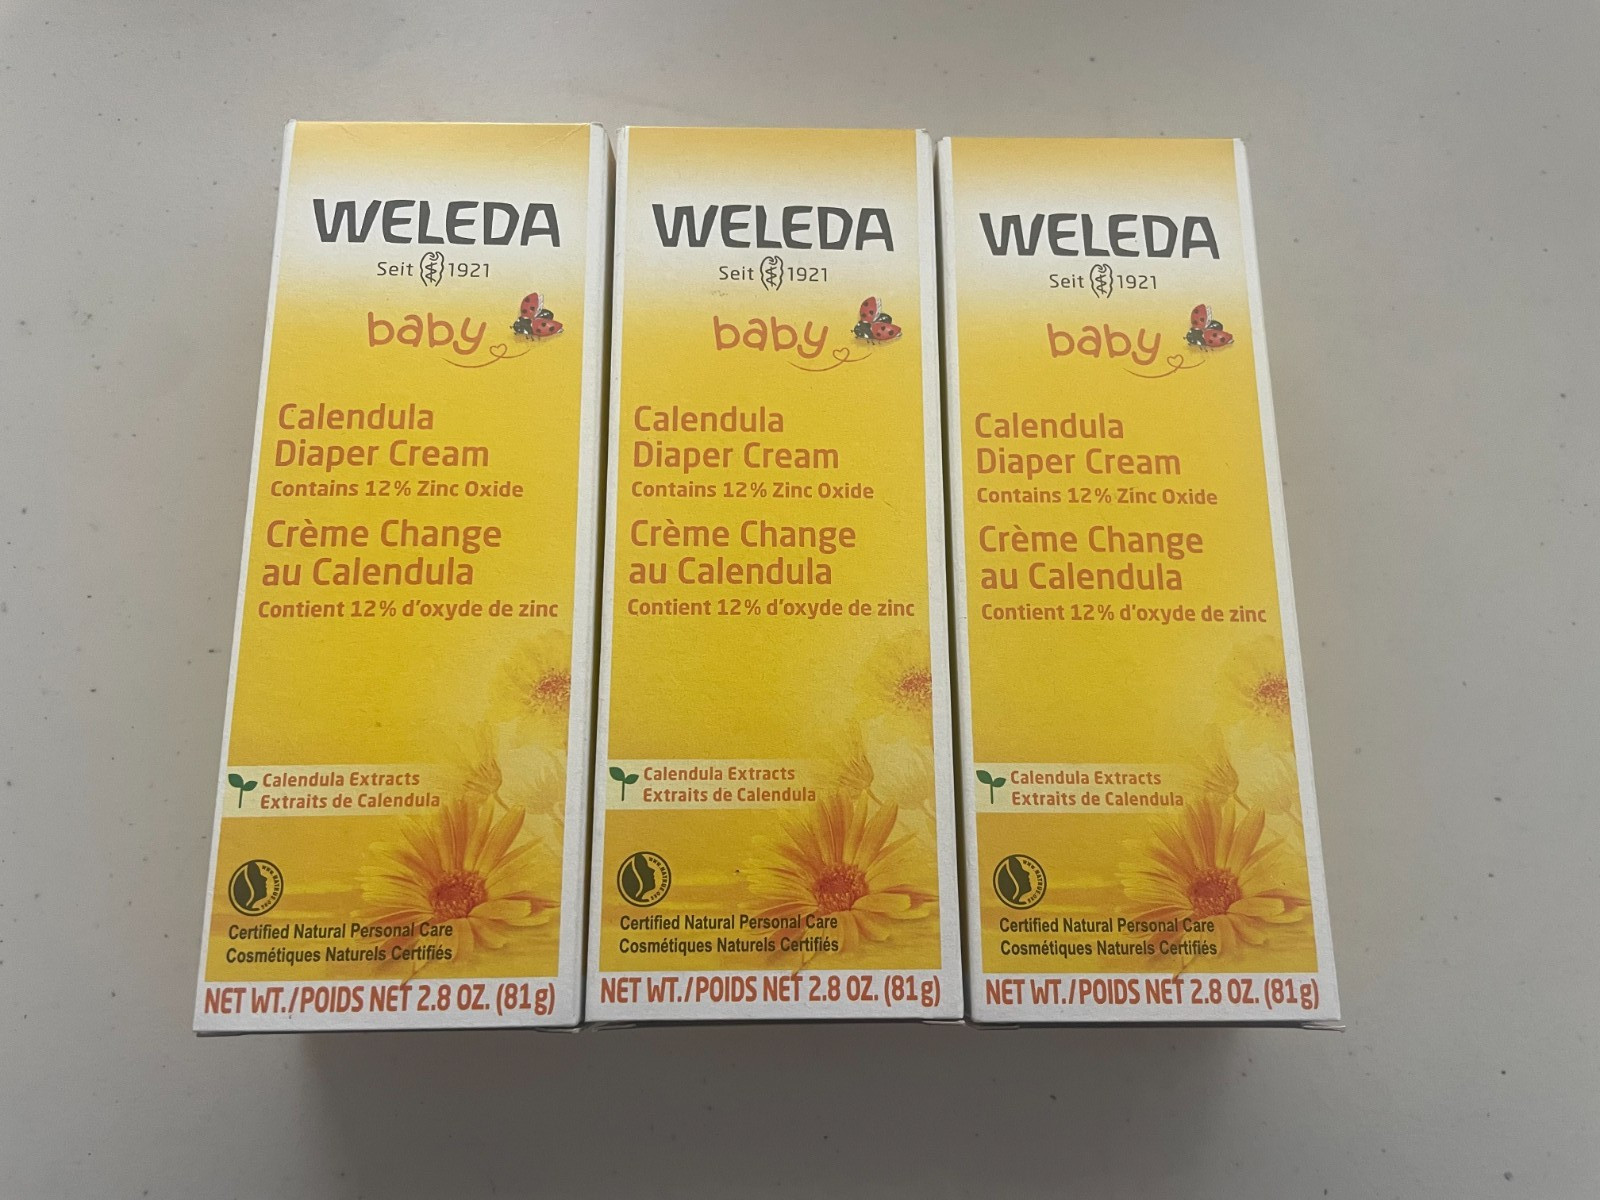 WELEDA
Seit 1921
baby
Calendula
Diaper Cream
Contains 12% Zinc Oxide
Crème Change
au Calendula
Contient 12% d'oxyde de zinc
Calendula Extracts
Extraits de Calendula
Certified Natural Personal Care
Cosmétiques Naturels Certifiés
NET WT./POIDS NET 2.8 OZ. (81g)
WELEDA
Seit 1921
baby
Calendula
Diaper Cream
Contains 12% Zinc Oxide
Crème Change
au Calendula
Contient 12% d'oxyde de zinc
Calendula Extracts
Extraits de Calendula
Certified Natural Personal Care
Cosmétiques Naturels Certifiés
NET WT./POIDS NET 2.8 OZ. (81g)
WELEDA
Seit 1921
baby
Calendula
Diaper Cream
Contains 12% Zinc Oxide
Crème Change
au Calendula
Contient 12% d'oxyde de zinc
Calendula Extracts
Extraits de Calendula
Certified Natural Personal Care
Cosmétiques Naturels Certifiés
NET WT./POIDS NET 2.8 OZ. (81g)